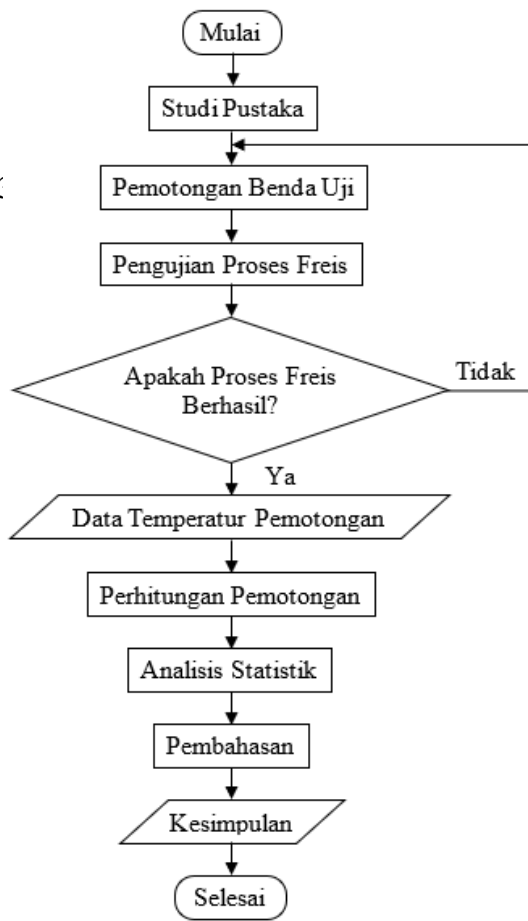 Mulai
Studi Pustaka
Pemotongan Benda Uji
Pengujian Proses Freis
Apakah Proses Freis
Berhasil?
Tidak
Ya
Data Temperatur Pemotongan
Perhitungan Pemotongan
Analisis Statistik
Pembahasan
Kesimpulan
Selesai